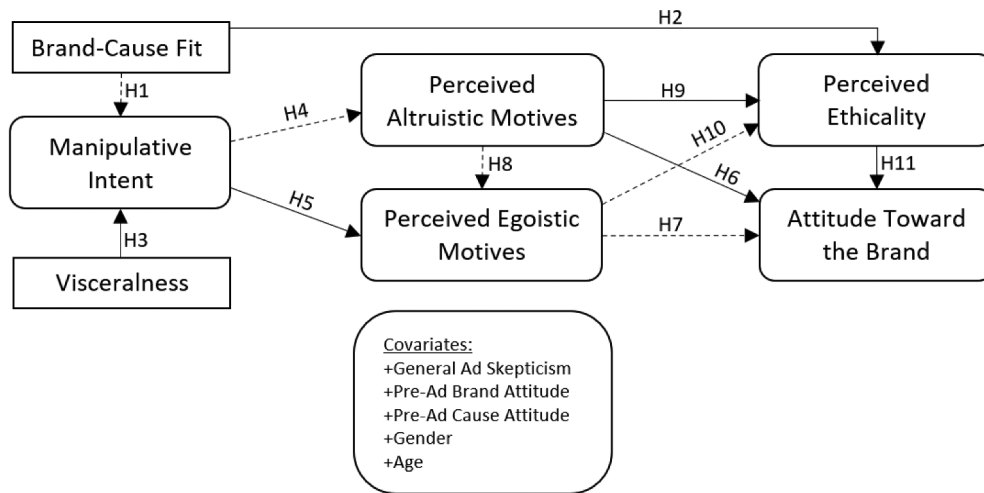 H2
Brand-Cause Fit
H1
Perceived
Altruistic Motives
Perceived
Ethicality
H9
H4
H10
Manipulative
Intent
H8
H6
H11
H5
Perceived Egoistic
Motives
H7
Attitude Toward
the Brand
H3
Visceralness
Covariates:
+General Ad Skepticism
+Pre-Ad Brand Attitude
+Pre-Ad Cause Attitude
+Gender
+Age